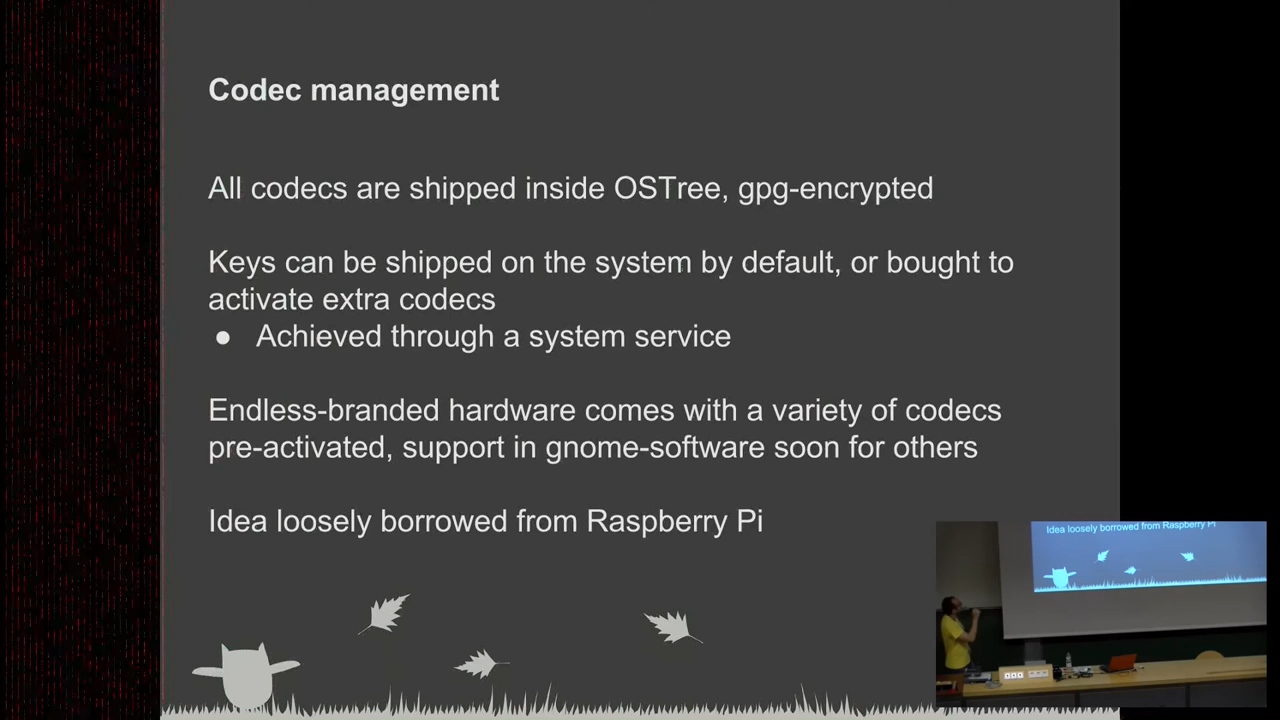 Codec management
All codecs are shipped inside OSTree, gpg-encrypted
Keys can be shipped on the system by default, or bought to
activate extra codecs
● Achieved through a system service
Endless-branded hardware comes with a variety of codecs
pre-activated, support in gnome-software soon for others
Idea loosely borrowed from Raspberry Pi
Idea loosely borrowed from Raspberry Pi